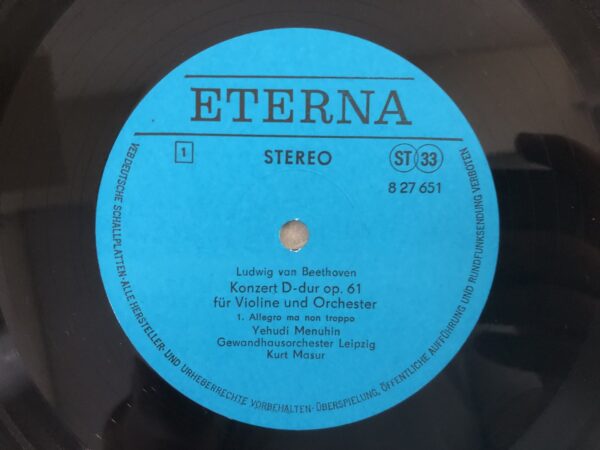 ETERNA
1
STEREO
ST 33
8 27 651
Ludwig van Beethoven
Konzert D-dur op. 61
für Violine und Orchester
1. Allegro ma non troppo
Yehudi Menuhin
Gewandhausorchester Leipzig
Kurt Masur
VEB DEUTSCHE SCHALLPLATTEN · ALLE HERSTELLER- UND URHEBERRECHTE VORBEHALTEN · ÜBERSPIELUNG, ÖFFENTLICHE AUFFÜHRUNG UND RUNDFUNKSENDUNG VERBOTEN